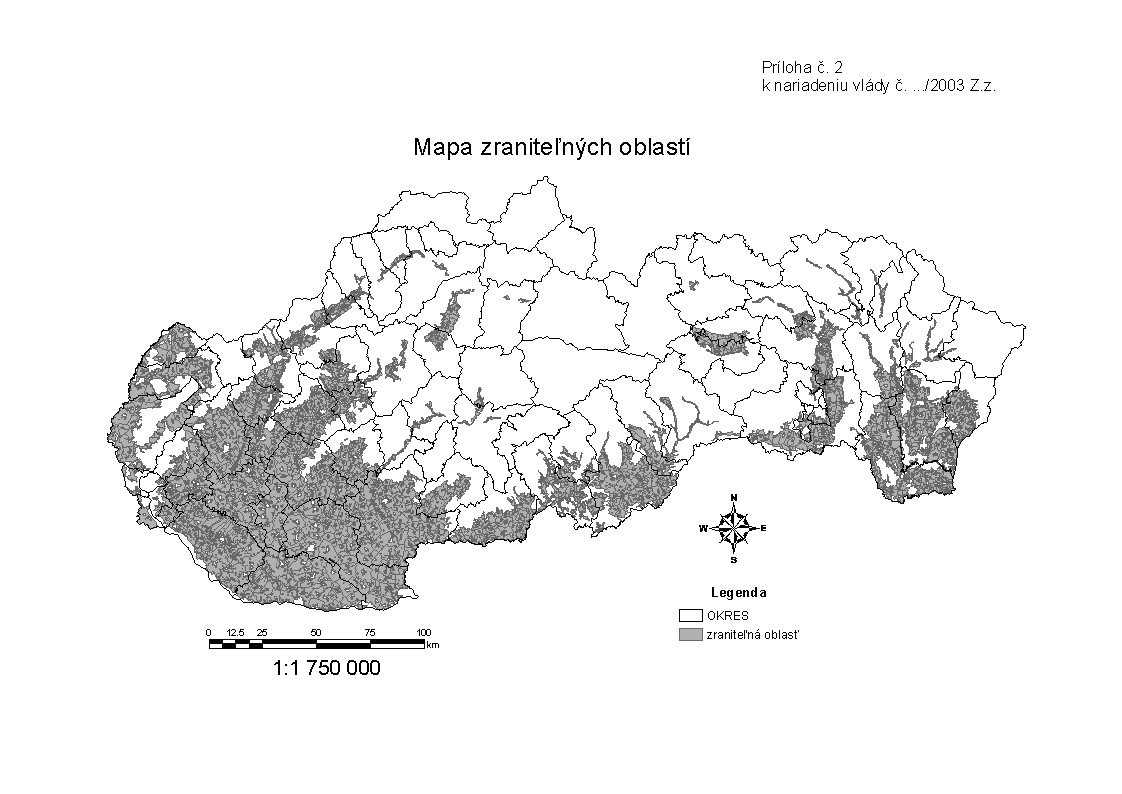 Príloha č. 2
k nariadeniu vlády č. .../2003 Z.z.
Mapa zraniteľných oblastí
N
W E
S
Legenda
OKRES
zraniteľná oblasť
0 12.5 25 50 75 100
km
1:1 750 000